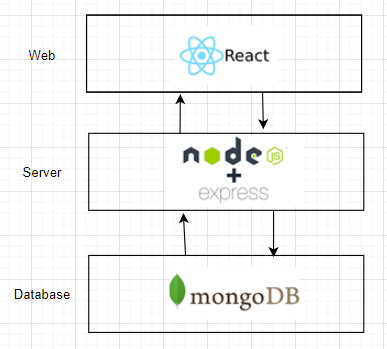 Web
React
Server
node
JS
+
express
Database
mongoDB